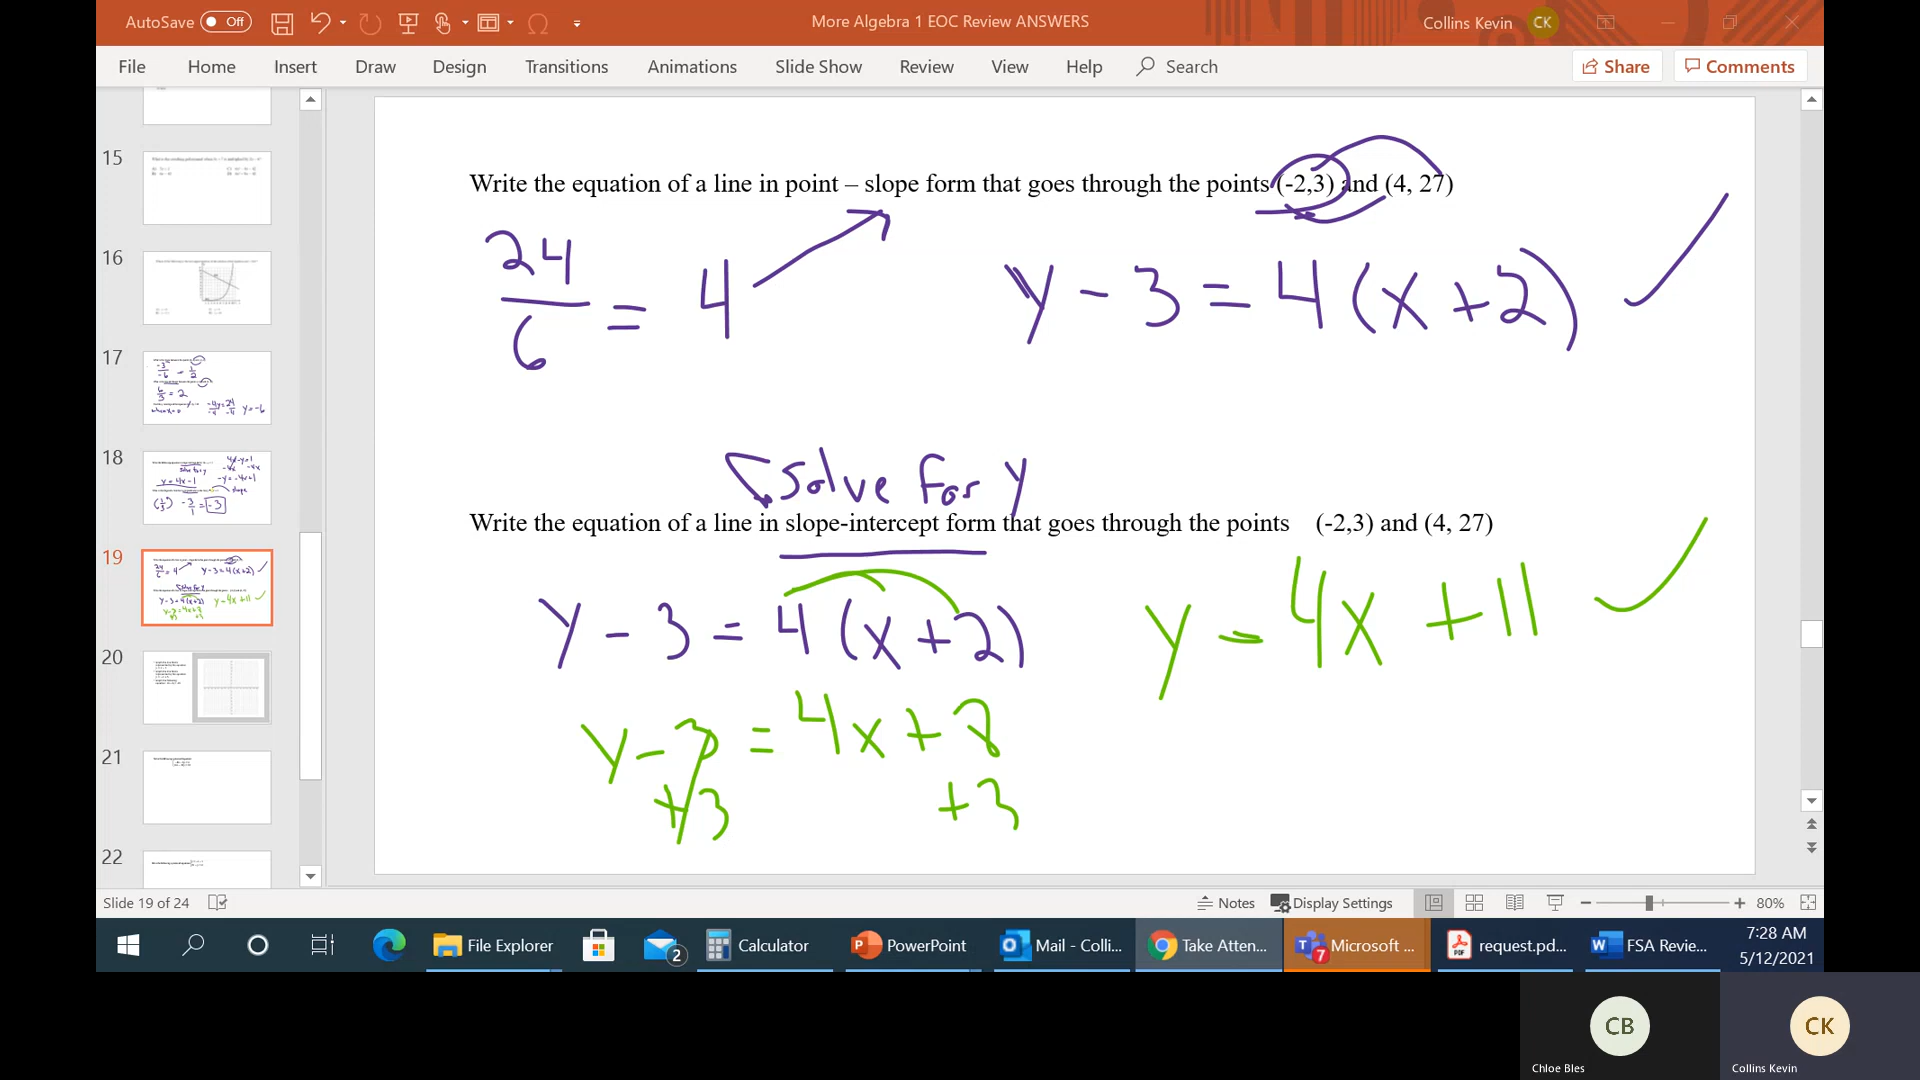 AutoSave Off More Algebra 1 EOC Review ANSWERS Collins Kevin CK
File Home Insert Draw Design Transitions Animations Slide Show Review View Help Search Share Comments
15
16
17
18
19
20
21
22
Write the equation of a line in point – slope form that goes through the points (-2,3) and (4, 27)
24/6 = 4
y - 3 = 4(x + 2)
Solve for y
Write the equation of a line in slope-intercept form that goes through the points (-2,3) and (4, 27)
y - 3 = 4(x + 2)
y = 4x + 11
y - 3 = 4x + 8
+3 +3
Slide 19 of 24 Notes Display Settings 80%
File Explorer 2 Calculator PowerPoint Mail - Colli... Take Atten... 7 Microsoft ... request.pd... FSA Revie... 7:28 AM
5/12/2021
CB CK
Chloe Bles Collins Kevin